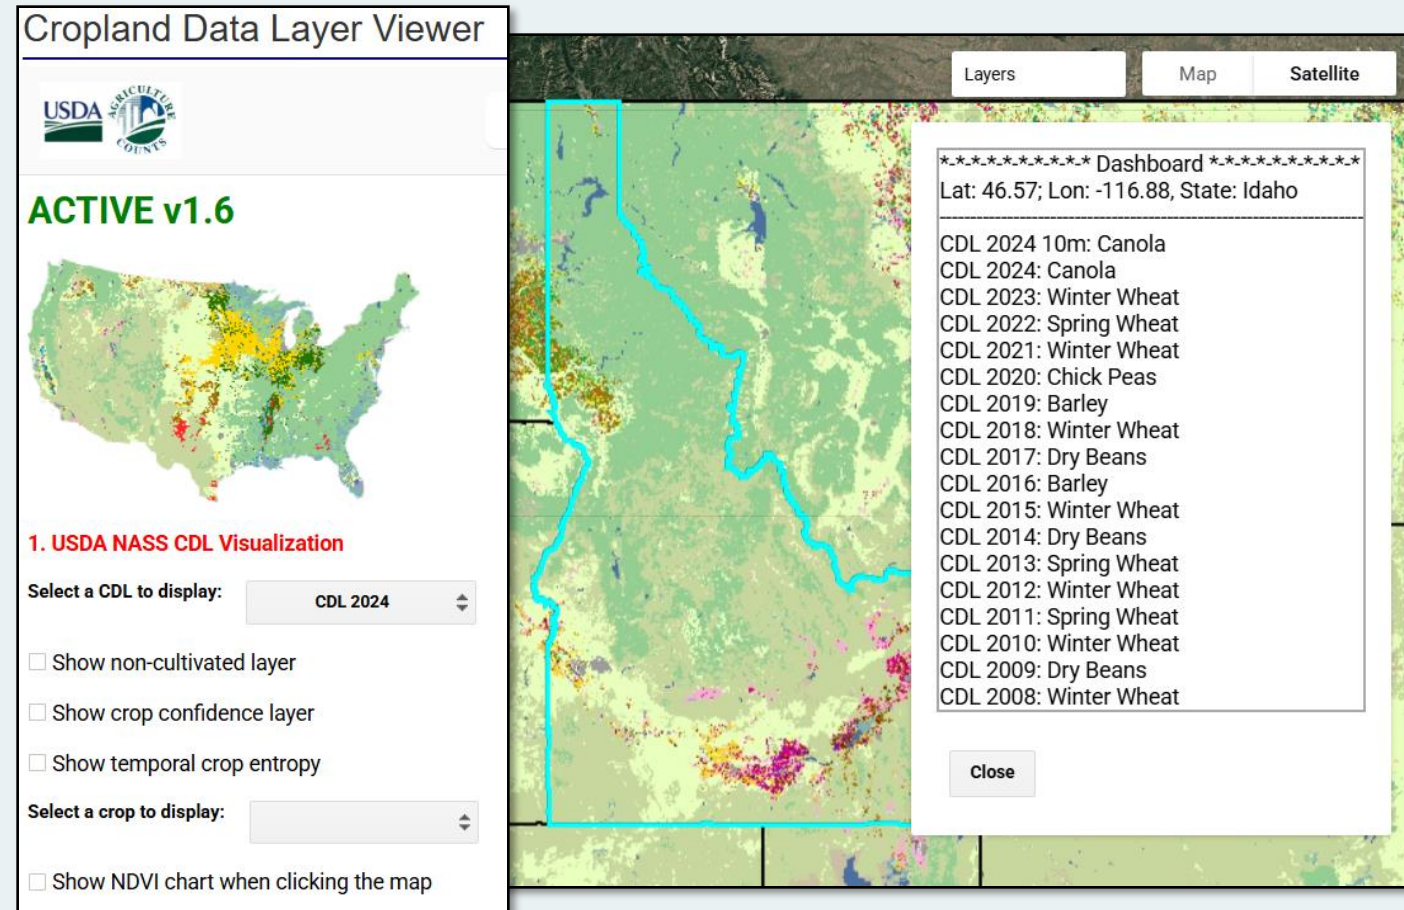 Cropland Data Layer Viewer
USDA
AGRICULTURE
COUNTS
ACTIVE v1.6
1. USDA NASS CDL Visualization
Select a CDL to display:
CDL 2024
Show non-cultivated layer
Show crop confidence layer
Show temporal crop entropy
Select a crop to display:
Show NDVI chart when clicking the map
Layers
Map
Satellite
*-*-*-*-*-*-*-*-*-*-* Dashboard *-*-*-*-*-*-*-*-*-*-*
Lat: 46.57; Lon: -116.88, State: Idaho
--------------------------------------------------------------------------------
CDL 2024 10m: Canola
CDL 2024: Canola
CDL 2023: Winter Wheat
CDL 2022: Spring Wheat
CDL 2021: Winter Wheat
CDL 2020: Chick Peas
CDL 2019: Barley
CDL 2018: Winter Wheat
CDL 2017: Dry Beans
CDL 2016: Barley
CDL 2015: Winter Wheat
CDL 2014: Dry Beans
CDL 2013: Spring Wheat
CDL 2012: Winter Wheat
CDL 2011: Spring Wheat
CDL 2010: Winter Wheat
CDL 2009: Dry Beans
CDL 2008: Winter Wheat
Close